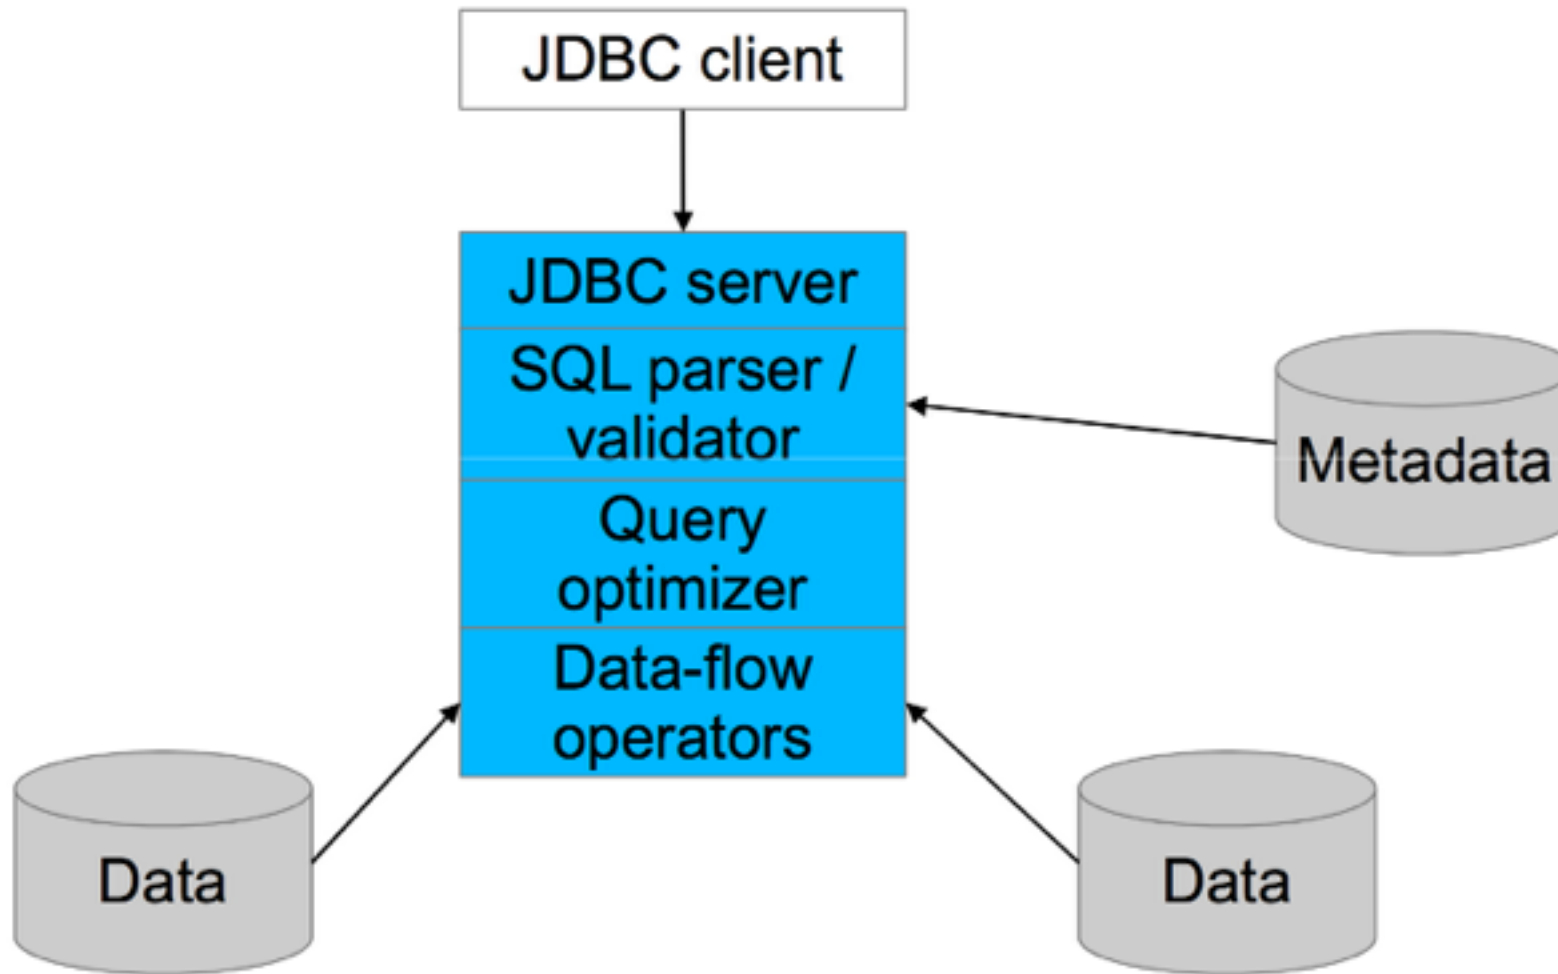 JDBC client
JDBC server
SQL parser /
validator
Metadata
Query
optimizer
Data-flow
operators
Data
Data